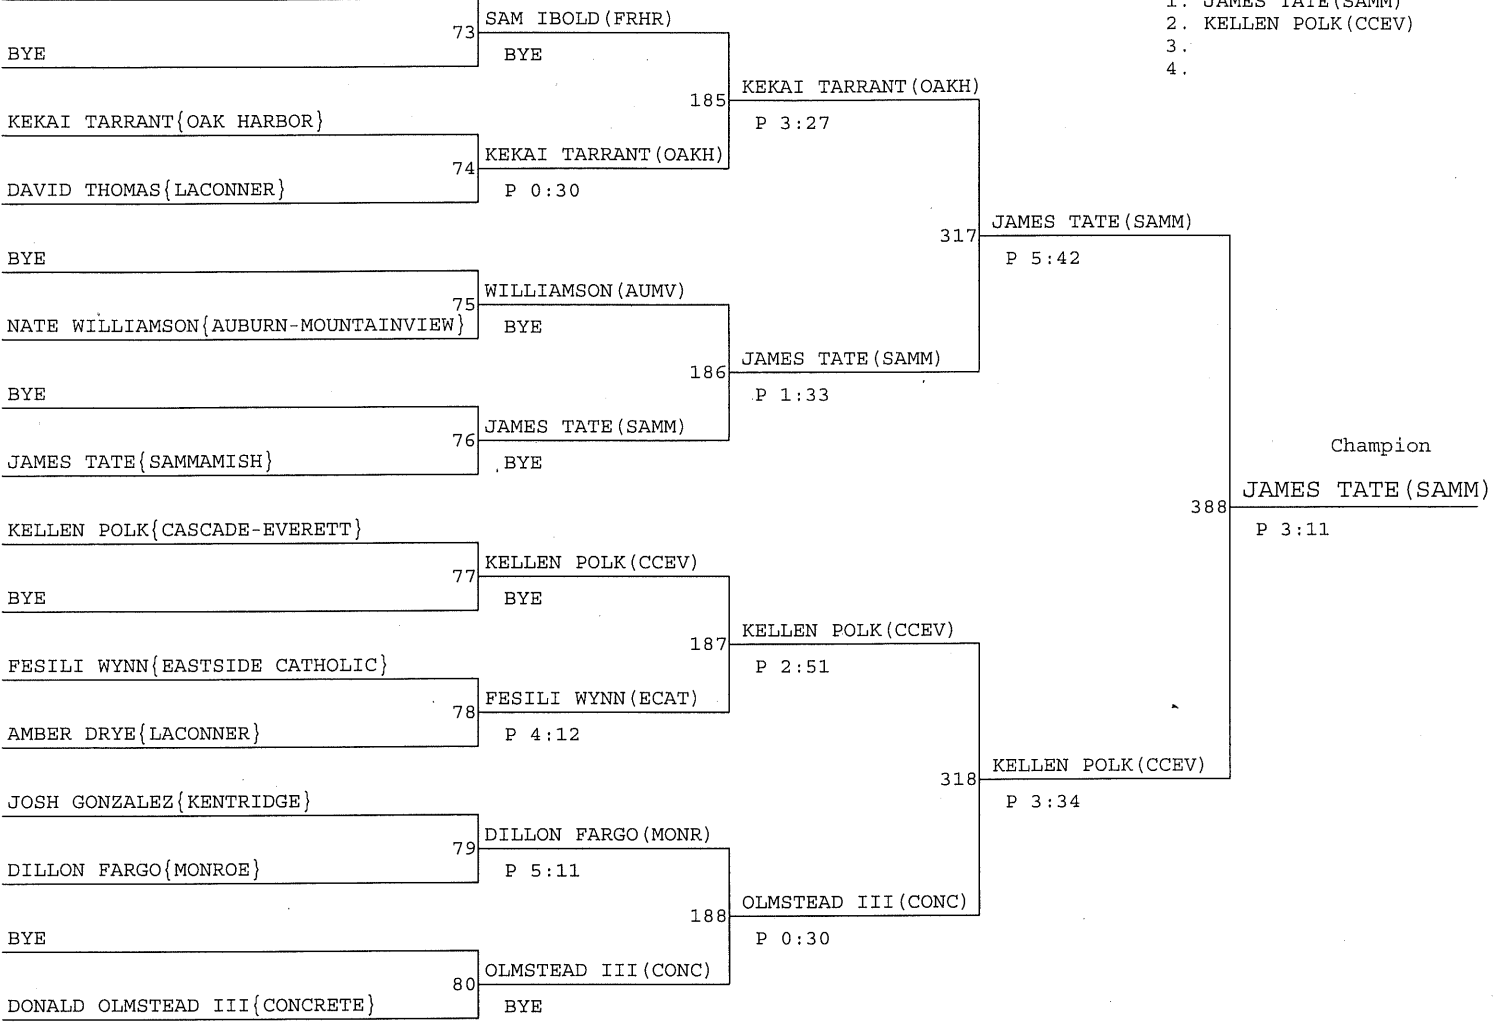 1. JAMES TATE(SAMM)
SAM IBOLD(FRHR)
2. KELLEN POLK(CCEV)
73
3.
BYE
BYE
4.
KEKAI TARRANT(OAKH)
185
KEKAI TARRANT{OAK HARBOR}
P 3:27
KEKAI TARRANT(OAKH)
74
DAVID THOMAS{LACONNER}
P 0:30
JAMES TATE(SAMM)
317
BYE
P 5:42
WILLIAMSON(AUMV)
75
NATE WILLIAMSON{AUBURN-MOUNTAINVIEW}
BYE
JAMES TATE(SAMM)
186
BYE
P 1:33
JAMES TATE(SAMM)
76
Champion
JAMES TATE{SAMMAMISH}
BYE
JAMES TATE(SAMM)
388
KELLEN POLK{CASCADE-EVERETT}
P 3:11
KELLEN POLK(CCEV)
77
BYE
BYE
KELLEN POLK(CCEV)
187
FESILI WYNN{EASTSIDE CATHOLIC}
P 2:51
FESILI WYNN(ECAT)
78
AMBER DRYE{LACONNER}
P 4:12
KELLEN POLK(CCEV)
318
JOSH GONZALEZ{KENTRIDGE}
P 3:34
DILLON FARGO(MONR)
79
DILLON FARGO{MONROE}
P 5:11
OLMSTEAD III(CONC)
188
BYE
P 0:30
OLMSTEAD III(CONC)
80
DONALD OLMSTEAD III{CONCRETE}
BYE